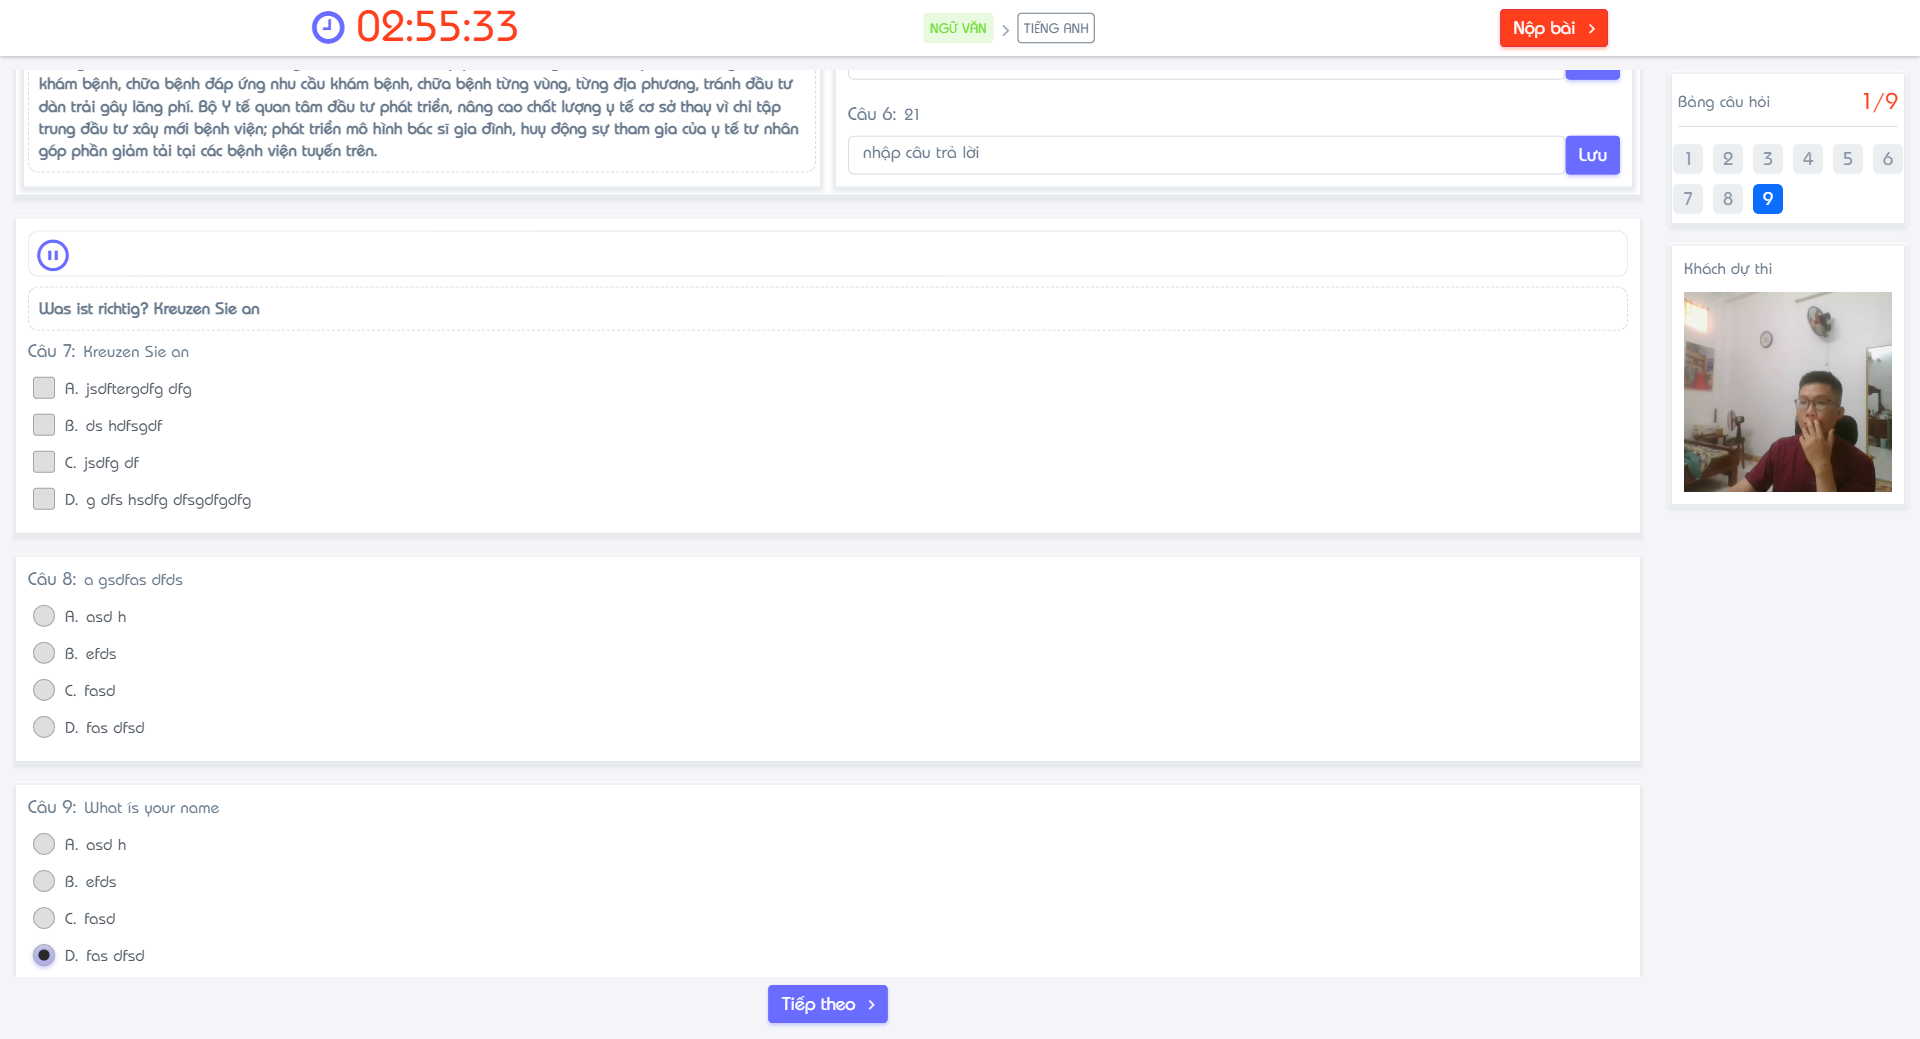 02:55:33
NGỮ VĂN
TIẾNG ANH
Nộp bài
khám bệnh, chữa bệnh đáp ứng nhu cầu khám bệnh, chữa bệnh từng vùng, từng địa phương, tránh đầu tư
dàn trải gây lãng phí. Bộ Y tế quan tâm đầu tư phát triển, nâng cao chất lượng y tế cơ sở thay vì chỉ tập
trung đầu tư xây mới bệnh viện; phát triển mô hình bác sĩ gia đình, huy động sự tham gia của y tế tư nhân
góp phần giảm tải tại các bệnh viện tuyến trên.
Câu 6: 21
nhập câu trả lời
Lưu
Was ist richtig? Kreuzen Sie an
Câu 7: Kreuzen Sie an
A. jsdftergdfg dfg
B. ds hdfsgdf
C. jsdfg df
D. g dfs hsdfg dfsgdfgdfg
Câu 8: a gsdfas dfds
A. asd h
B. efds
C. fasd
D. fas dfsd
Câu 9: What ís your name
A. asd h
B. efds
C. fasd
D. fas dfsd
Tiếp theo
Bảng câu hỏi
1/9
1 2 3 4 5 6
7 8 9
Khách dự thi